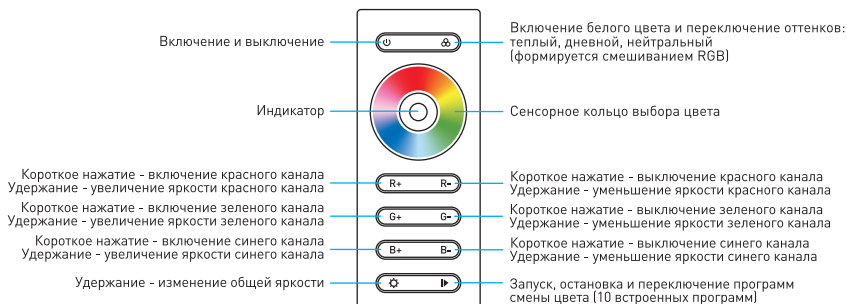 Включение и выключение
Включение белого цвета и переключение оттенков:
теплый, дневной, нейтральный
(формируется смешиванием RGB)
Индикатор
Сенсорное кольцо выбора цвета
Короткое нажатие - включение красного канала
Удержание - увеличение яркости красного канала
R+ R-
Короткое нажатие - выключение красного канала
Удержание - уменьшение яркости красного канала
Короткое нажатие - включение зеленого канала
Удержание - увеличение яркости зеленого канала
G+ G-
Короткое нажатие - выключение зеленого канала
Удержание - уменьшение яркости зеленого канала
Короткое нажатие - включение синего канала
Удержание - увеличение яркости синего канала
B+ B-
Короткое нажатие - выключение синего канала
Удержание - уменьшение яркости синего канала
Удержание - изменение общей яркости
Запуск, остановка и переключение программ
смены цвета (10 встроенных программ)